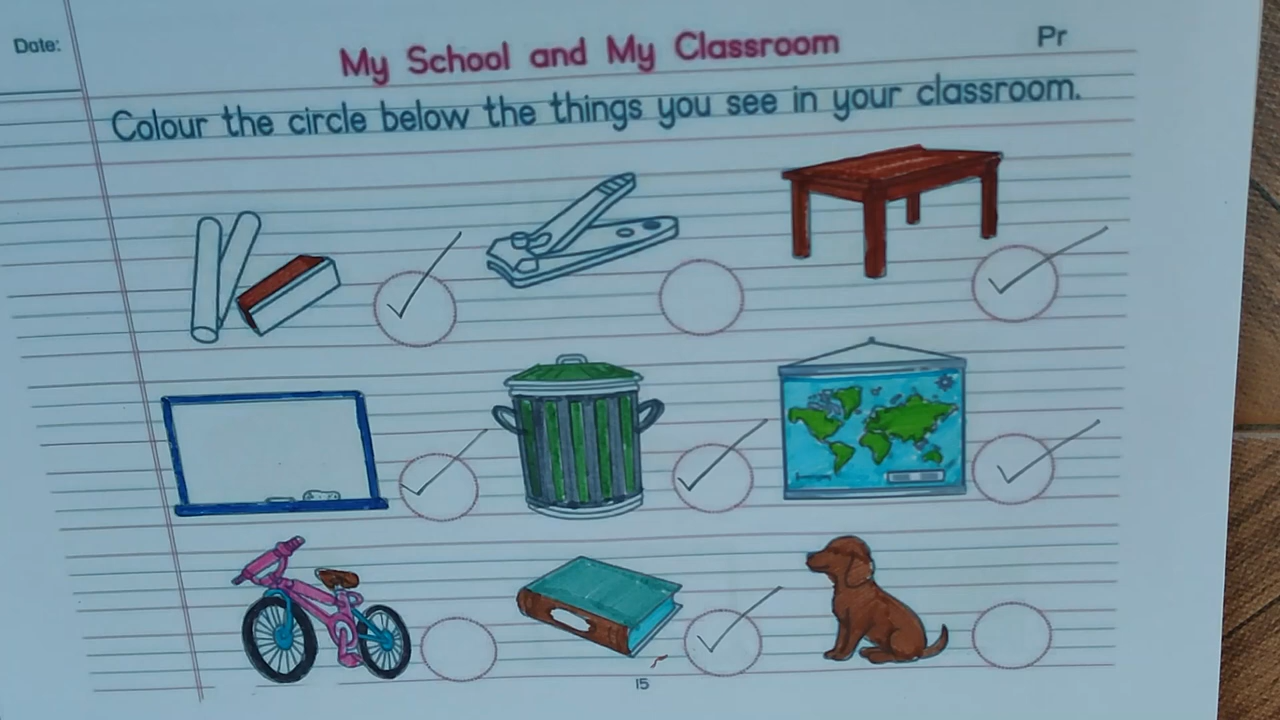 Date:
My School and My Classroom
Pr
Colour the circle below the things you see in your classroom.
15